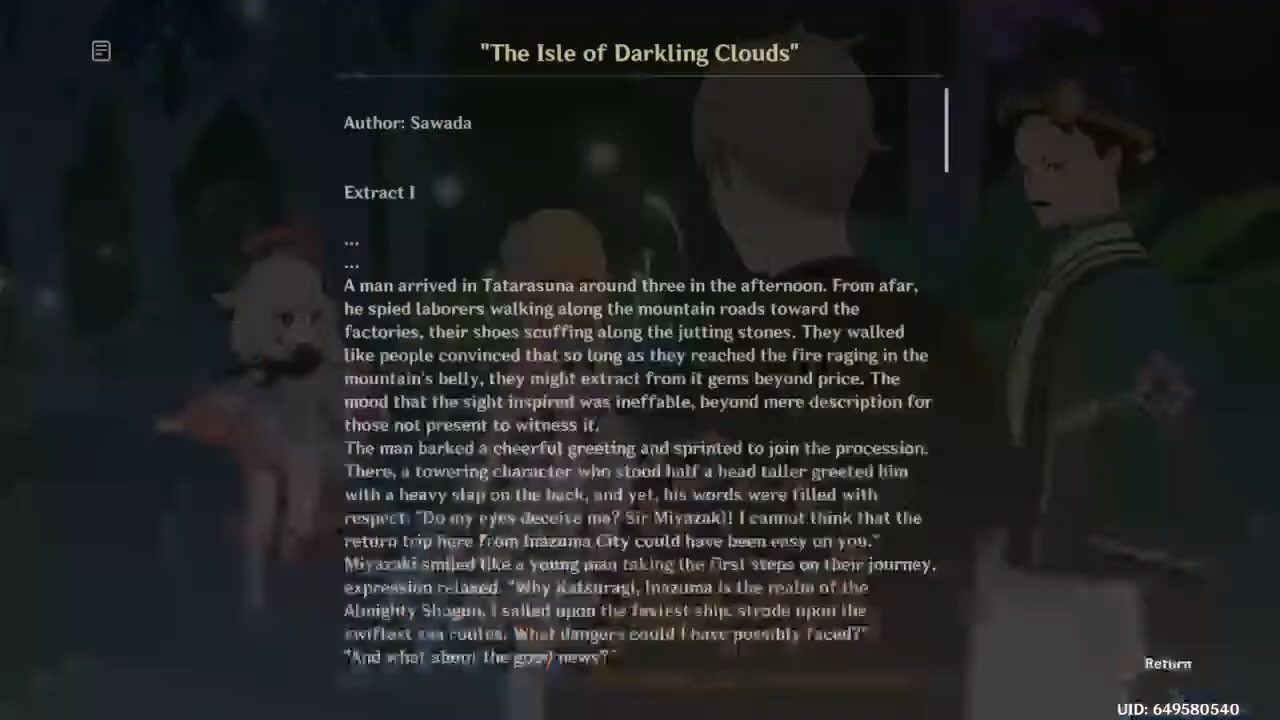 "The Isle of Darkling Clouds"
Author: Sawada
Extract I
...
...
A man arrived in Tatarasuna around three in the afternoon. From afar,
he spied laborers walking along the mountain roads toward the
factories, their shoes scuffing along the jutting stones. They walked
like people convinced that so long as they reached the fire raging in the
mountain's belly, they might extract from it gems beyond price. The
mood that the sight inspired was ineffable, beyond mere description for
those not present to witness it.
The man barked a cheerful greeting and sprinted to join the procession.
There, a towering character who stood half a head taller greeted him
with a heavy slap on the back, and yet, his words were filled with
respect: "Do my eyes deceive me? Sir Miyazaki! I cannot think that the
return trip here from Inazuma City could have been easy on you."
Miyazaki smiled like a young man taking the first steps on their journey,
expression relaxed. "Why Katsuragi, Inazuma is the realm of the
Almighty Shogun. I sailed upon the fastest ship, strode upon the
swiftest sea routes. What dangers could I have possibly faced?"
"And what about the good news?"
Return
UID: 649580540